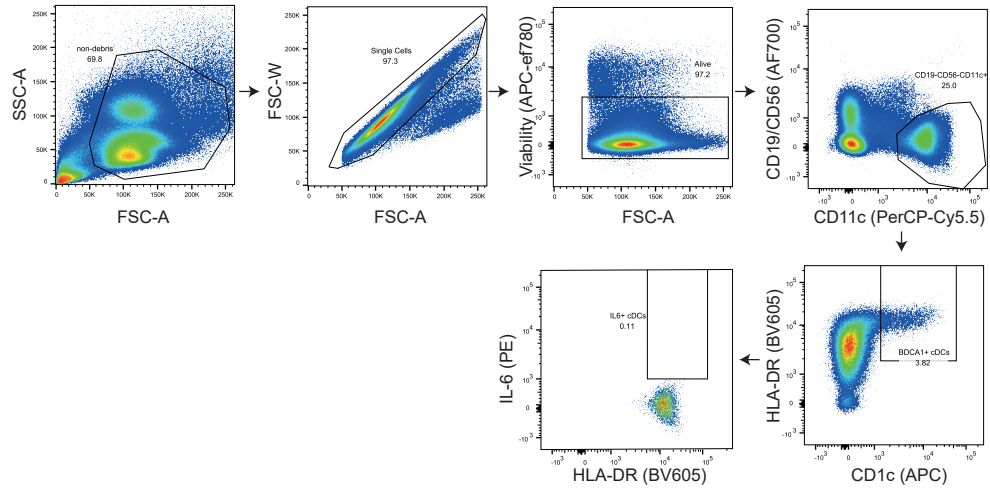 SSC-A
250K
200K
150K
100K
50K
0
non-debris
69.8
0
50K
100K
150K
200K
250K
FSC-A
FSC-W
250K
200K
150K
100K
50K
0
Single Cells
97.3
50K
100K
150K
200K
250K
FSC-A
Viability (APC-ef780)
10^5
10^4
10^3
0
-10^3
Alive
97.2
0
50K
100K
150K
200K
250K
FSC-A
CD19/CD56 (AF700)
10^5
10^4
10^3
0
-10^3
CD19-CD56-CD11c+
25.0
-10^3
0
10^3
10^4
10^5
CD11c (PerCP-Cy5.5)
IL-6 (PE)
10^5
10^4
10^3
0
-10^3
IL6+ cDCs
0.11
-10^3
0
10^3
10^4
10^5
HLA-DR (BV605)
HLA-DR (BV605)
10^5
10^4
10^3
0
-10^3
BDCA1+ cDCs
3.82
-10^3
0
10^3
10^4
10^5
CD1c (APC)